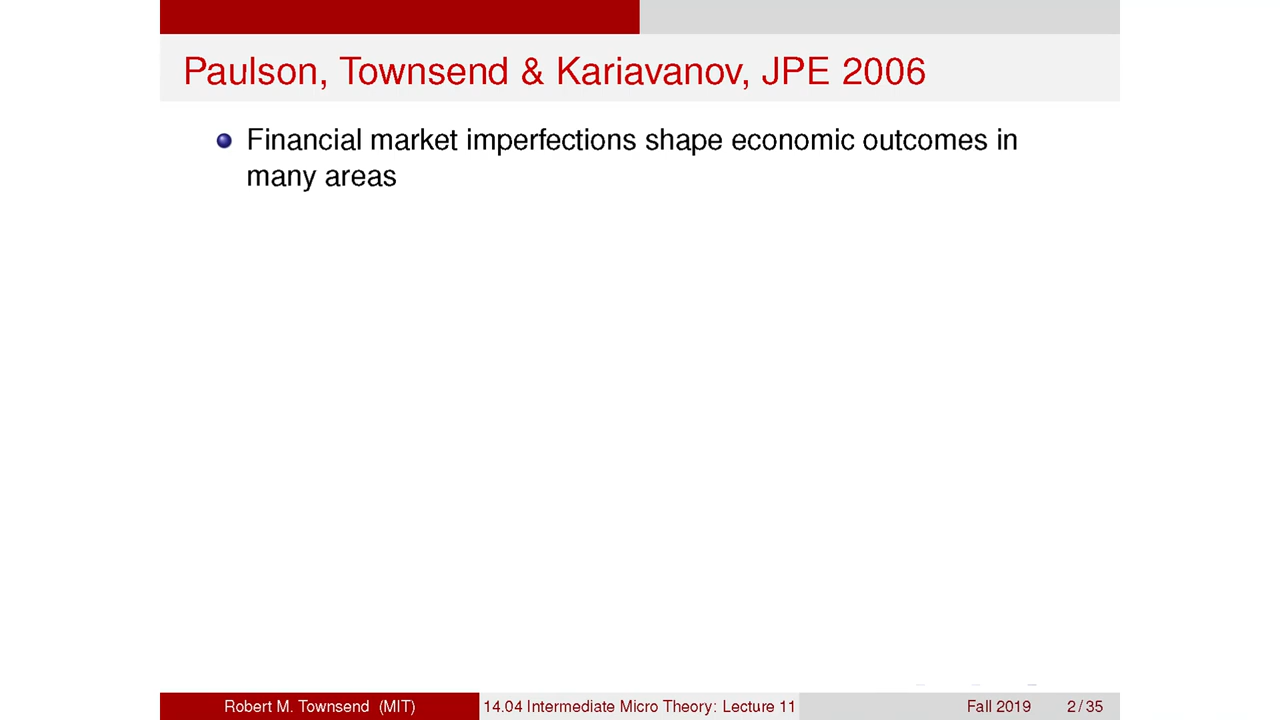 Paulson, Townsend & Kariavanov, JPE 2006
Financial market imperfections shape economic outcomes in
many areas
Robert M. Townsend (MIT)
14.04 Intermediate Micro Theory: Lecture 11
Fall 2019
2 / 35